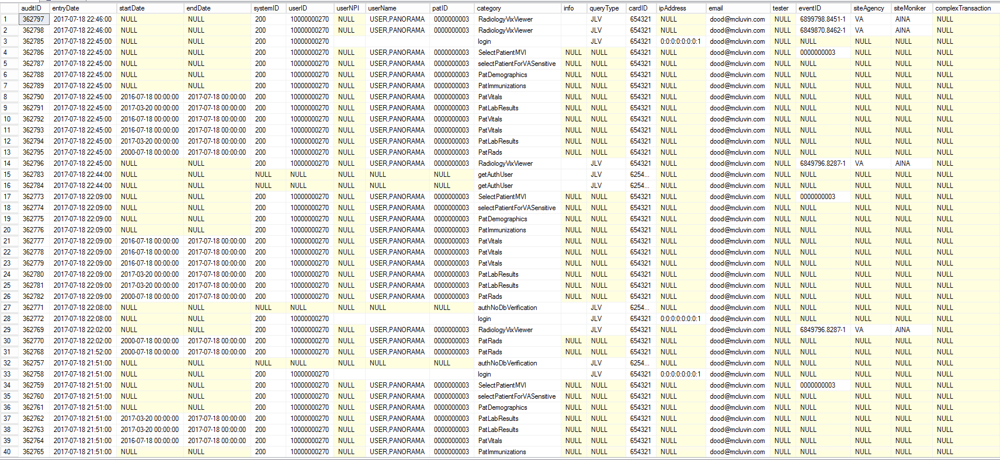 auditID entryDate startDate endDate systemID userID userNPI userName patID category info queryType cardID ipAddress email tester eventID siteAgency siteMoniker complexTransaction
1 362797 2017-07-18 22:46:00 NULL NULL 200 10000000270 NULL USER,PANORAMA 0000000003 RadiologyVixViewer JLV 654321 NULL dood@mcluvin.com NULL 6899798.8451-1 VA AINA NULL
2 362798 2017-07-18 22:46:00 NULL NULL 200 10000000270 NULL USER,PANORAMA 0000000003 RadiologyVixViewer JLV 654321 NULL dood@mcluvin.com NULL 6849870.8462-1 VA AINA NULL
3 362785 2017-07-18 22:45:00 NULL NULL 200 10000000270 login JLV 654321 0:0:0:0:0:0:0:1 dood@mcluvin.com NULL NULL NULL NULL NULL
4 362786 2017-07-18 22:45:00 NULL NULL 200 10000000270 NULL USER,PANORAMA 0000000003 SelectPatientMVI NULL NULL 654321 NULL dood@mcluvin.com NULL 0000000003 NULL NULL NULL
5 362787 2017-07-18 22:45:00 NULL NULL 200 10000000270 NULL USER,PANORAMA 0000000003 selectPatientForVASensitive NULL NULL 654321 NULL dood@mcluvin.com NULL NULL NULL NULL NULL
6 362788 2017-07-18 22:45:00 NULL NULL 200 10000000270 NULL USER,PANORAMA 0000000003 PatDemographics NULL NULL 654321 NULL dood@mcluvin.com NULL NULL NULL NULL NULL
7 362789 2017-07-18 22:45:00 NULL NULL 200 10000000270 NULL USER,PANORAMA 0000000003 PatImmunizations NULL NULL 654321 NULL dood@mcluvin.com NULL NULL NULL NULL NULL
8 362790 2017-07-18 22:45:00 2016-07-18 00:00:00 2017-07-18 00:00:00 200 10000000270 NULL USER,PANORAMA 0000000003 PatVitals NULL NULL 654321 NULL dood@mcluvin.com NULL NULL NULL NULL NULL
9 362791 2017-07-18 22:45:00 2017-03-20 00:00:00 2017-07-18 00:00:00 200 10000000270 NULL USER,PANORAMA 0000000003 PatLabResults NULL NULL 654321 NULL dood@mcluvin.com NULL NULL NULL NULL NULL
10 362792 2017-07-18 22:45:00 2016-07-18 00:00:00 2017-07-18 00:00:00 200 10000000270 NULL USER,PANORAMA 0000000003 PatVitals NULL NULL 654321 NULL dood@mcluvin.com NULL NULL NULL NULL NULL
11 362793 2017-07-18 22:45:00 2016-07-18 00:00:00 2017-07-18 00:00:00 200 10000000270 NULL USER,PANORAMA 0000000003 PatVitals NULL NULL 654321 NULL dood@mcluvin.com NULL NULL NULL NULL NULL
12 362794 2017-07-18 22:45:00 2017-03-20 00:00:00 2017-07-18 00:00:00 200 10000000270 NULL USER,PANORAMA 0000000003 PatLabResults NULL NULL 654321 NULL dood@mcluvin.com NULL NULL NULL NULL NULL
13 362795 2017-07-18 22:45:00 2000-07-18 00:00:00 2017-07-18 00:00:00 200 10000000270 NULL USER,PANORAMA 0000000003 PatRads NULL NULL 654321 NULL dood@mcluvin.com NULL NULL NULL NULL NULL
14 362796 2017-07-18 22:45:00 NULL NULL 200 10000000270 NULL USER,PANORAMA 0000000003 RadiologyVixViewer JLV 654321 NULL dood@mcluvin.com NULL 6849796.8287-1 VA AINA NULL
15 362783 2017-07-18 22:44:00 NULL NULL NULL NULL NULL NULL NULL getAuthUser JLV 6254... NULL dood@mcluvin.com NULL NULL NULL NULL NULL
16 362784 2017-07-18 22:44:00 NULL NULL NULL NULL NULL NULL NULL getAuthUser JLV 6254... NULL dood@mcluvin.com NULL NULL NULL NULL NULL
17 362773 2017-07-18 22:09:00 NULL NULL 200 10000000270 NULL USER,PANORAMA 0000000003 SelectPatientMVI NULL NULL 654321 NULL dood@mcluvin.com NULL 0000000003 NULL NULL NULL
18 362774 2017-07-18 22:09:00 NULL NULL 200 10000000270 NULL USER,PANORAMA 0000000003 selectPatientForVASensitive NULL NULL 654321 NULL dood@mcluvin.com NULL NULL NULL NULL NULL
19 362775 2017-07-18 22:09:00 NULL NULL 200 10000000270 NULL USER,PANORAMA 0000000003 PatDemographics NULL NULL 654321 NULL dood@mcluvin.com NULL NULL NULL NULL NULL
20 362776 2017-07-18 22:09:00 NULL NULL 200 10000000270 NULL USER,PANORAMA 0000000003 PatImmunizations NULL NULL 654321 NULL dood@mcluvin.com NULL NULL NULL NULL NULL
21 362777 2017-07-18 22:09:00 2016-07-18 00:00:00 2017-07-18 00:00:00 200 10000000270 NULL USER,PANORAMA 0000000003 PatVitals NULL NULL 654321 NULL dood@mcluvin.com NULL NULL NULL NULL NULL
22 362778 2017-07-18 22:09:00 2016-07-18 00:00:00 2017-07-18 00:00:00 200 10000000270 NULL USER,PANORAMA 0000000003 PatVitals NULL NULL 654321 NULL dood@mcluvin.com NULL NULL NULL NULL NULL
23 362779 2017-07-18 22:09:00 2016-07-18 00:00:00 2017-07-18 00:00:00 200 10000000270 NULL USER,PANORAMA 0000000003 PatVitals NULL NULL 654321 NULL dood@mcluvin.com NULL NULL NULL NULL NULL
24 362780 2017-07-18 22:09:00 2017-03-20 00:00:00 2017-07-18 00:00:00 200 10000000270 NULL USER,PANORAMA 0000000003 PatLabResults NULL NULL 654321 NULL dood@mcluvin.com NULL NULL NULL NULL NULL
25 362781 2017-07-18 22:09:00 2017-03-20 00:00:00 2017-07-18 00:00:00 200 10000000270 NULL USER,PANORAMA 0000000003 PatLabResults NULL NULL 654321 NULL dood@mcluvin.com NULL NULL NULL NULL NULL
26 362782 2017-07-18 22:09:00 2000-07-18 00:00:00 2017-07-18 00:00:00 200 10000000270 NULL USER,PANORAMA 0000000003 PatRads NULL NULL 654321 NULL dood@mcluvin.com NULL NULL NULL NULL NULL
27 362771 2017-07-18 22:08:00 NULL NULL NULL NULL NULL NULL NULL authNoDbVerification JLV 6254... NULL dood@mcluvin.com NULL NULL NULL NULL NULL
28 362772 2017-07-18 22:08:00 NULL NULL 200 10000000270 login JLV 654321 0:0:0:0:0:0:0:1 dood@mcluvin.com NULL NULL NULL NULL NULL
29 362769 2017-07-18 22:02:00 NULL NULL 200 10000000270 NULL USER,PANORAMA 0000000003 RadiologyVixViewer JLV 654321 NULL dood@mcluvin.com NULL 6849796.8287-1 VA AINA NULL
30 362770 2017-07-18 22:02:00 2000-07-18 00:00:00 2017-07-18 00:00:00 200 10000000270 NULL USER,PANORAMA 0000000003 PatRads NULL NULL 654321 NULL dood@mcluvin.com NULL NULL NULL NULL NULL
31 362768 2017-07-18 21:52:00 2000-07-18 00:00:00 2017-07-18 00:00:00 200 10000000270 NULL USER,PANORAMA 0000000003 PatRads NULL NULL 654321 NULL dood@mcluvin.com NULL NULL NULL NULL NULL
32 362757 2017-07-18 21:51:00 NULL NULL NULL NULL NULL NULL NULL authNoDbVerification JLV 6254... NULL dood@mcluvin.com NULL NULL NULL NULL NULL
33 362758 2017-07-18 21:51:00 NULL NULL 200 10000000270 login JLV 654321 0:0:0:0:0:0:0:1 dood@mcluvin.com NULL NULL NULL NULL NULL
34 362759 2017-07-18 21:51:00 NULL NULL 200 10000000270 NULL USER,PANORAMA 0000000003 SelectPatientMVI NULL NULL 654321 NULL dood@mcluvin.com NULL 0000000003 NULL NULL NULL
35 362760 2017-07-18 21:51:00 NULL NULL 200 10000000270 NULL USER,PANORAMA 0000000003 selectPatientForVASensitive NULL NULL 654321 NULL dood@mcluvin.com NULL NULL NULL NULL NULL
36 362761 2017-07-18 21:51:00 NULL NULL 200 10000000270 NULL USER,PANORAMA 0000000003 PatDemographics NULL NULL 654321 NULL dood@mcluvin.com NULL NULL NULL NULL NULL
37 362762 2017-07-18 21:51:00 2017-03-20 00:00:00 2017-07-18 00:00:00 200 10000000270 NULL USER,PANORAMA 0000000003 PatLabResults NULL NULL 654321 NULL dood@mcluvin.com NULL NULL NULL NULL NULL
38 362763 2017-07-18 21:51:00 2017-03-20 00:00:00 2017-07-18 00:00:00 200 10000000270 NULL USER,PANORAMA 0000000003 PatLabResults NULL NULL 654321 NULL dood@mcluvin.com NULL NULL NULL NULL NULL
39 362764 2017-07-18 21:51:00 2016-07-18 00:00:00 2017-07-18 00:00:00 200 10000000270 NULL USER,PANORAMA 0000000003 PatVitals NULL NULL 654321 NULL dood@mcluvin.com NULL NULL NULL NULL NULL
40 362765 2017-07-18 21:51:00 NULL NULL 200 10000000270 NULL USER,PANORAMA 0000000003 PatImmunizations NULL NULL 654321 NULL dood@mcluvin.com NULL NULL NULL NULL NULL